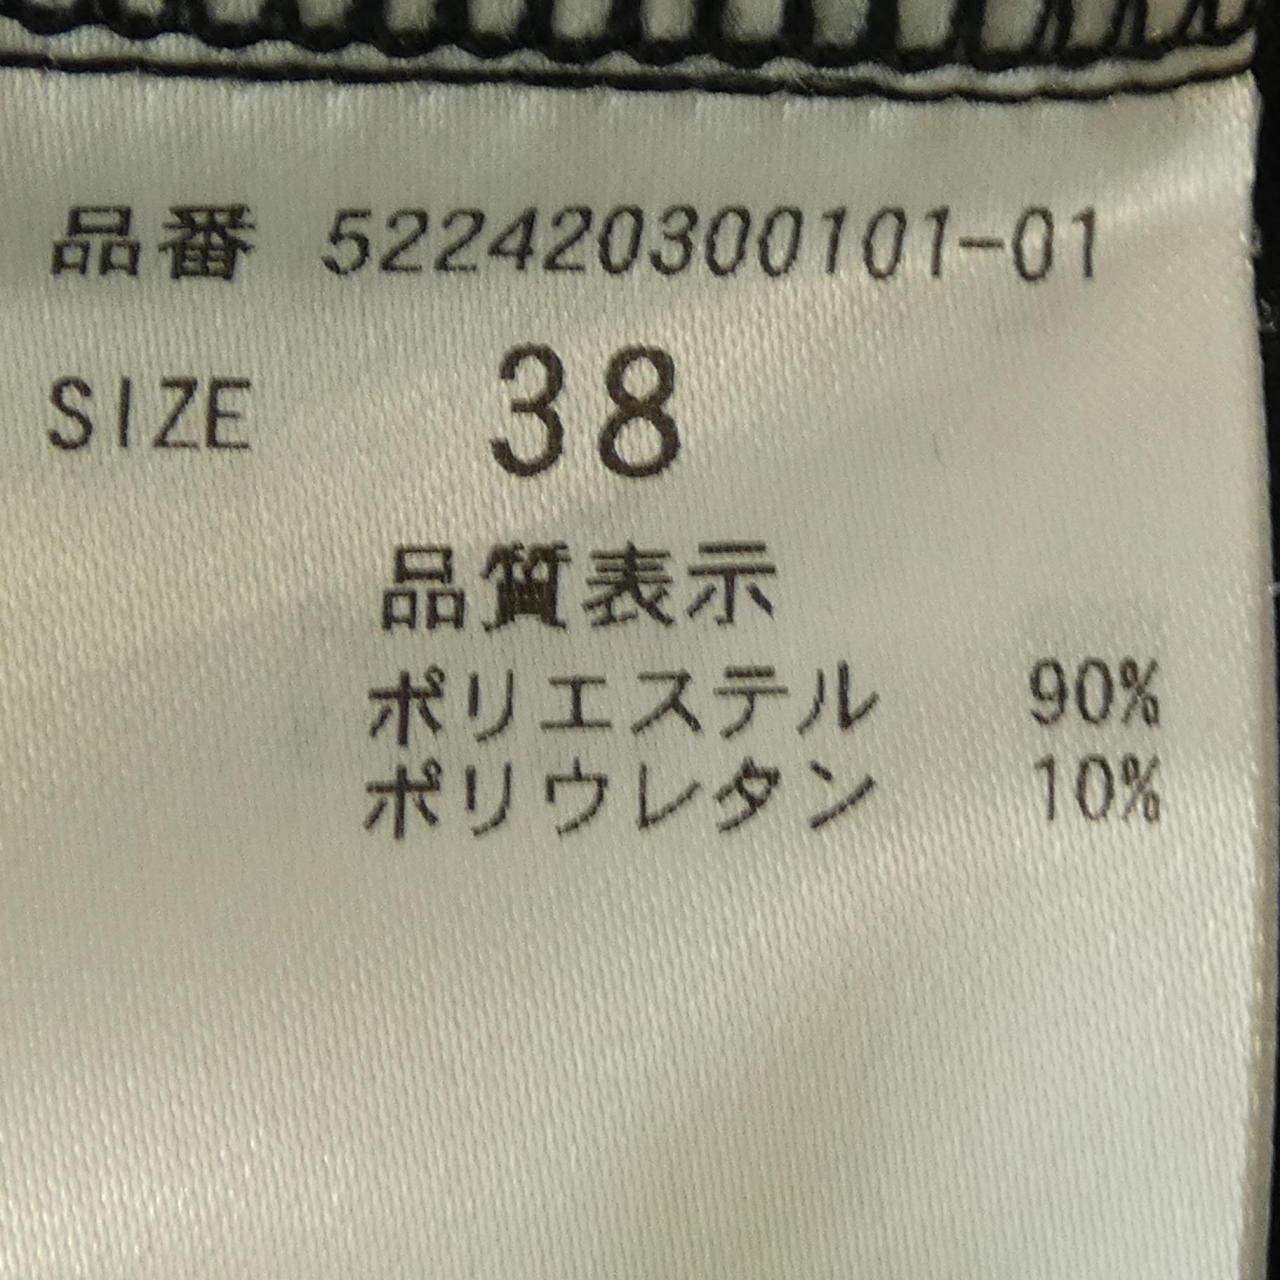 品番 522420300101-01
SIZE 38
品質表示
ポリエステル 90%
ポリウレタン 10%